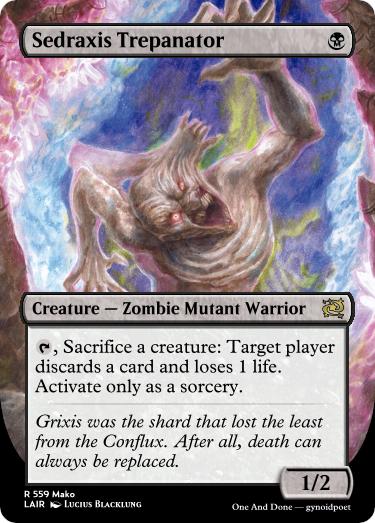 Sedraxis Trepanator
Creature — Zombie Mutant Warrior
, Sacrifice a creature: Target player
discards a card and loses 1 life.
Activate only as a sorcery.
Grixis was the shard that lost the least
from the Conflux. After all, death can
always be replaced.
1/2
R 559 Mako
LAIR Lucius Blacklung
One And Done — gynoidpoet